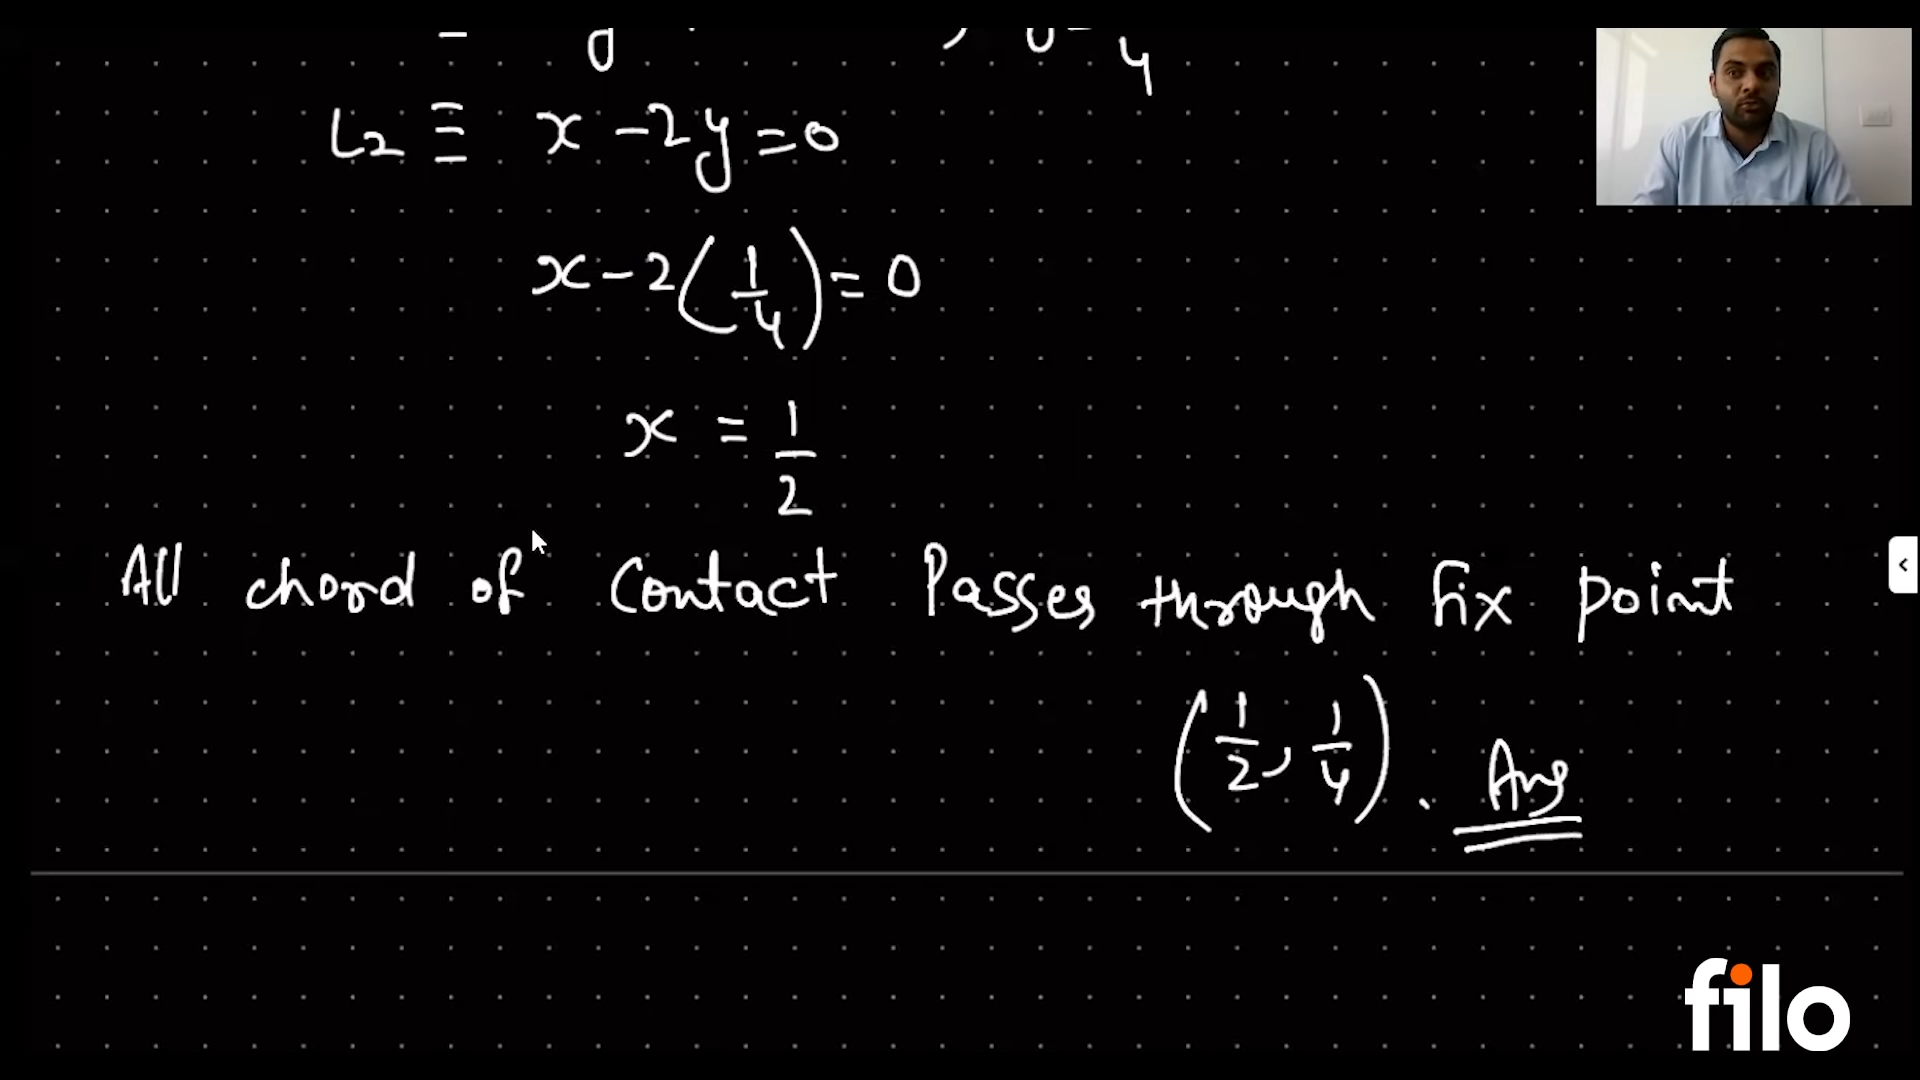 L2 ≡ x - 2y = 0
x - 2(1/4) = 0
x = 1/2
All chord of Contact Passes through fix point
(1/2, 1/4). Ans
filo